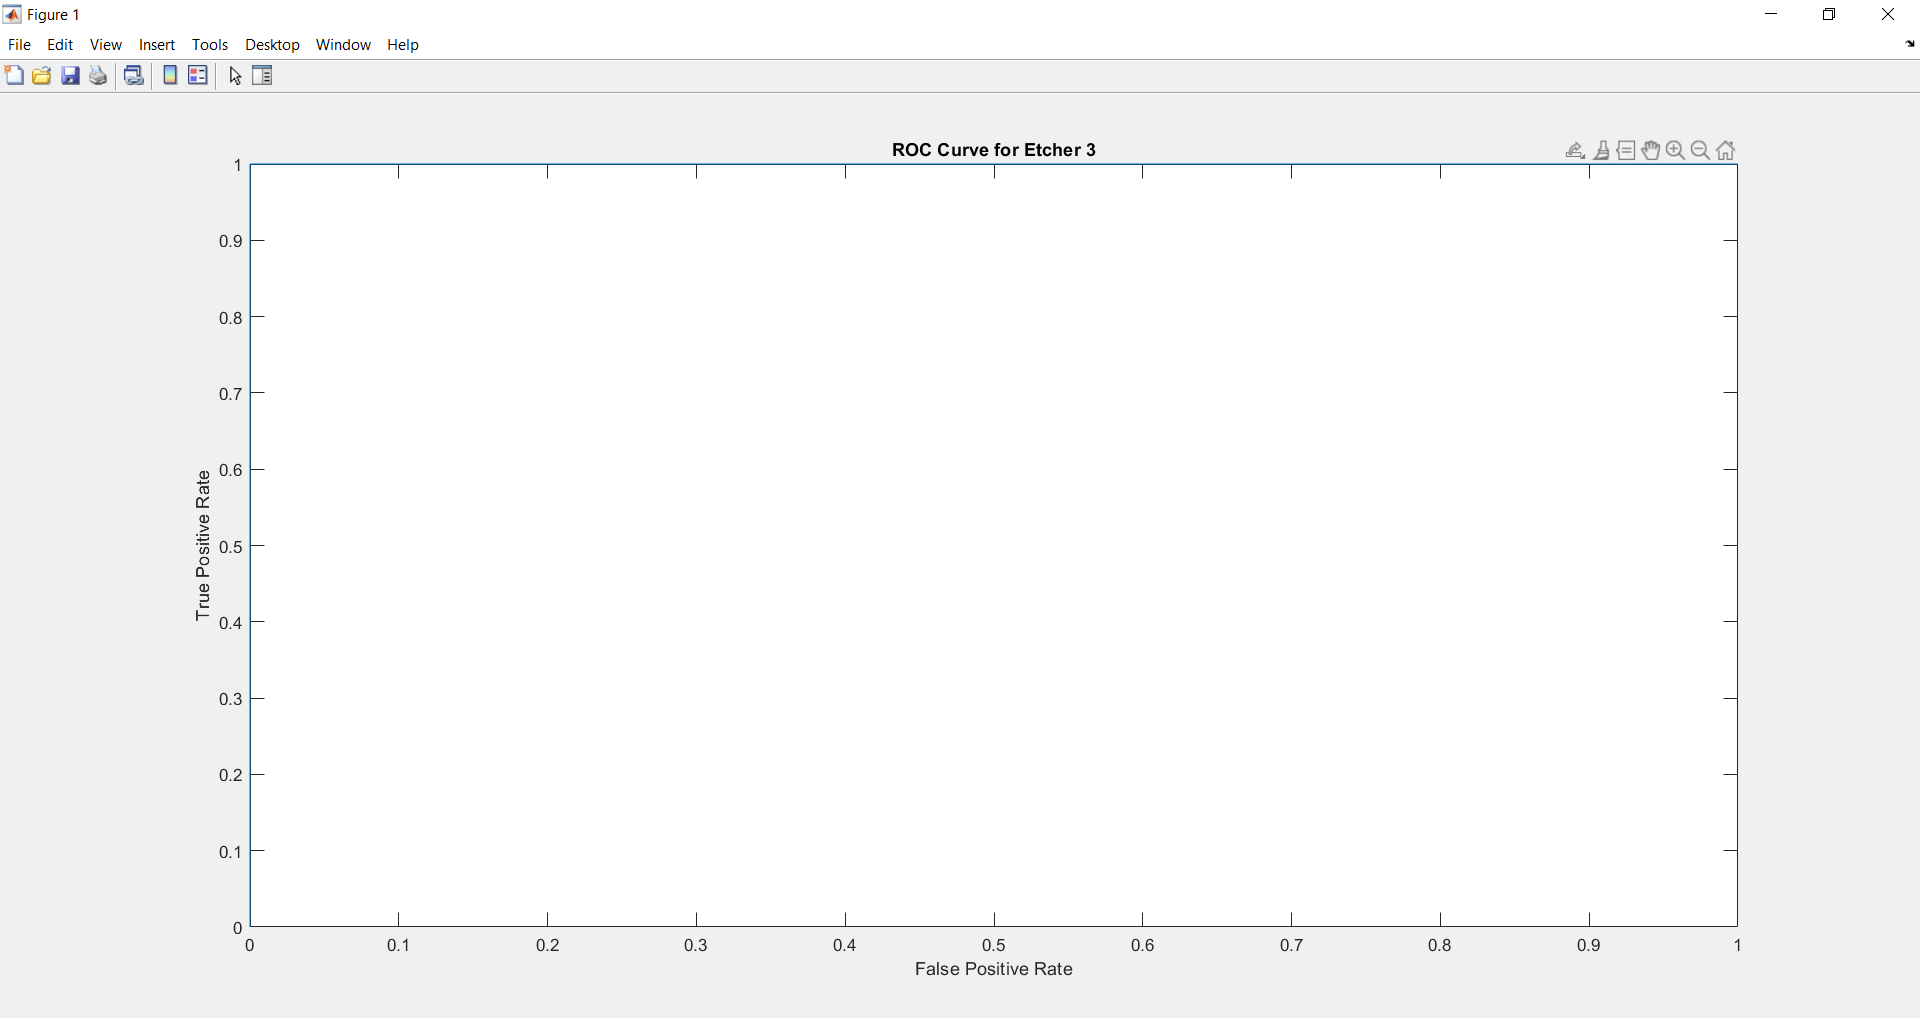 Figure 1
File Edit View Insert Tools Desktop Window Help
ROC Curve for Etcher 3
1
0.9
0.8
0.7
0.6
0.5
0.4
0.3
0.2
0.1
0
True Positive Rate
0 0.1 0.2 0.3 0.4 0.5 0.6 0.7 0.8 0.9 1
False Positive Rate